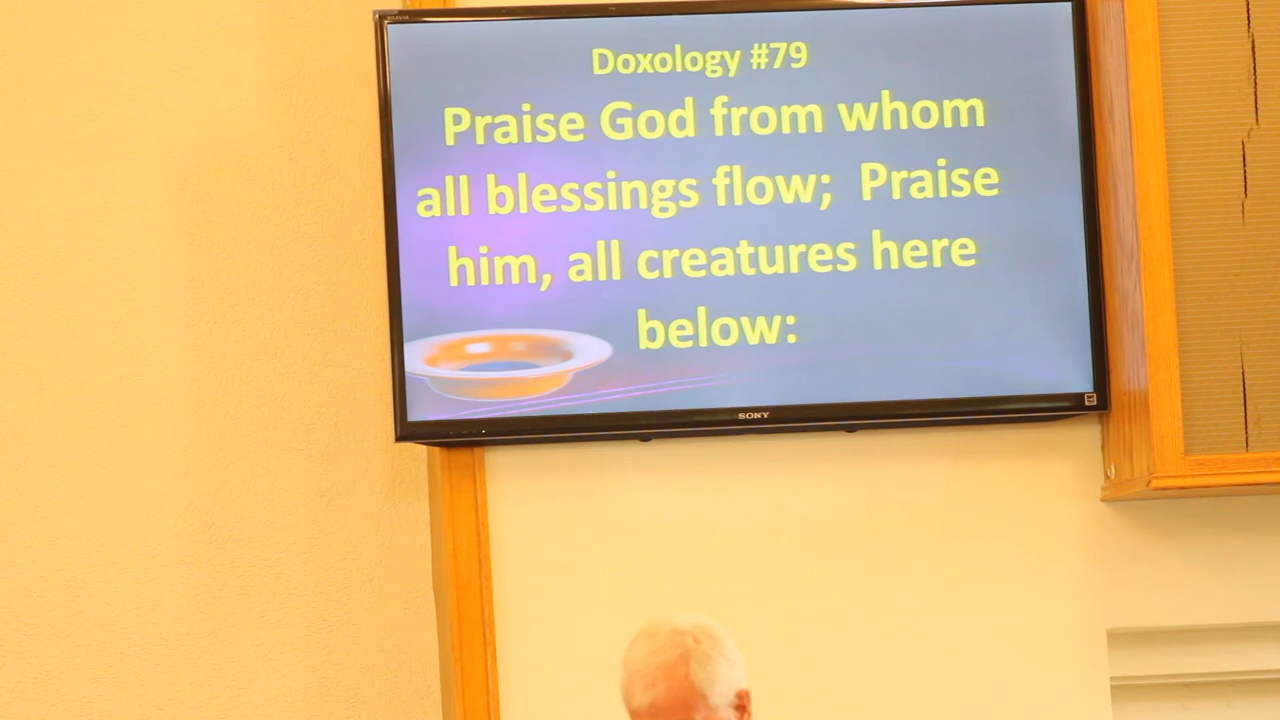 Doxology #79
Praise God from whom
all blessings flow;  Praise
him, all creatures here
below:
SONY